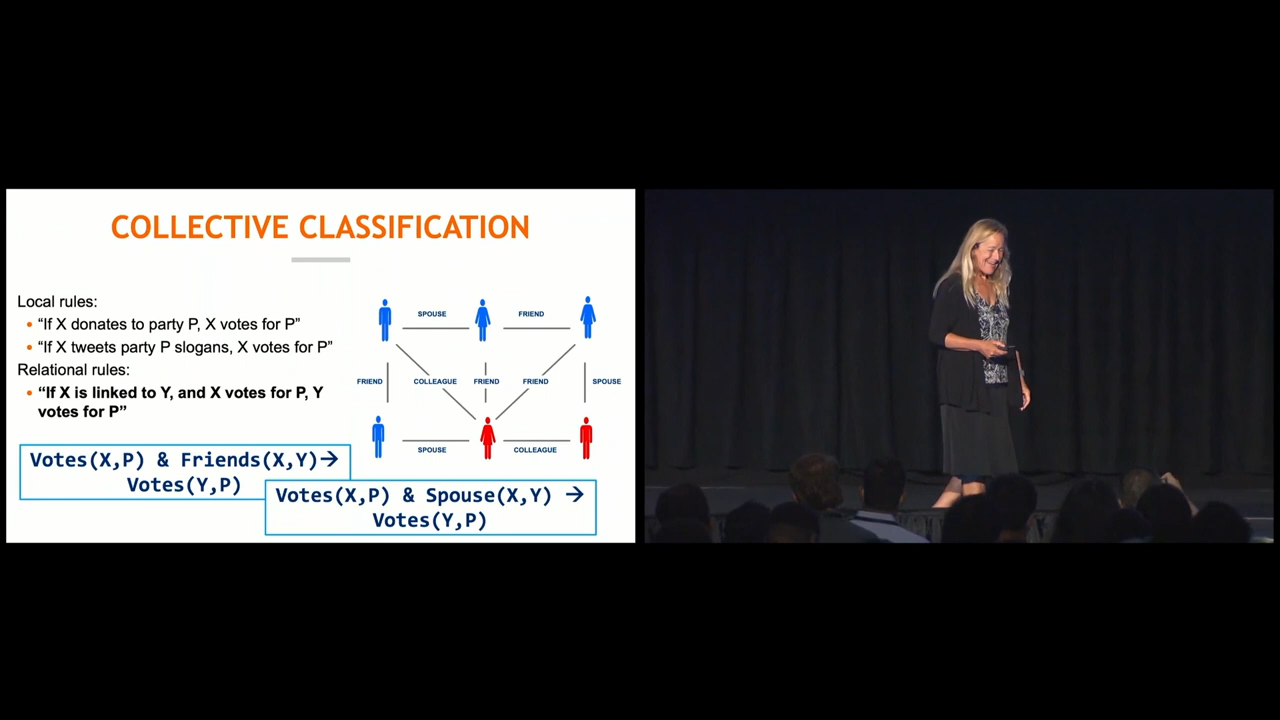 COLLECTIVE CLASSIFICATION
Local rules:
• “If X donates to party P, X votes for P”
• “If X tweets party P slogans, X votes for P”
Relational rules:
• “If X is linked to Y, and X votes for P, Y
votes for P”
Votes(X,P) & Friends(X,Y)→
Votes(Y,P)
Votes(X,P) & Spouse(X,Y) →
Votes(Y,P)
SPOUSE
FRIEND
FRIEND
COLLEAGUE
FRIEND
FRIEND
SPOUSE
SPOUSE
COLLEAGUE